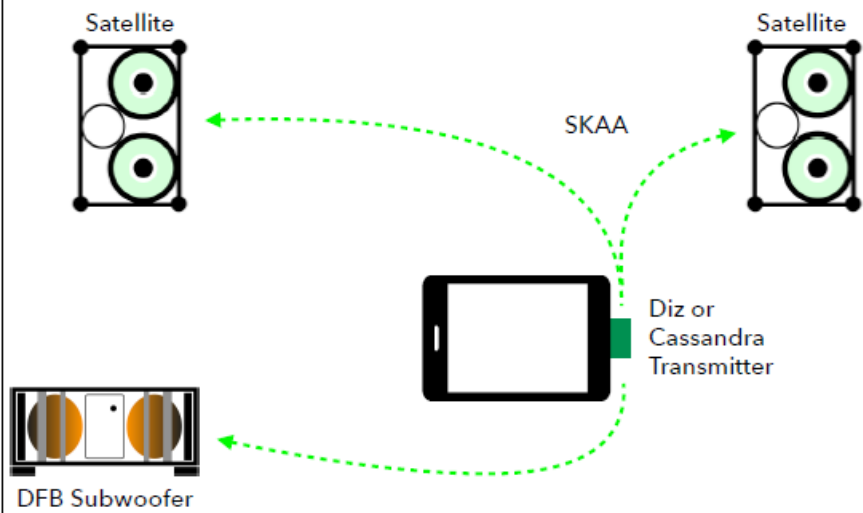 Satellite
Satellite
SKAA
Diz or
Cassandra
Transmitter
DFB Subwoofer